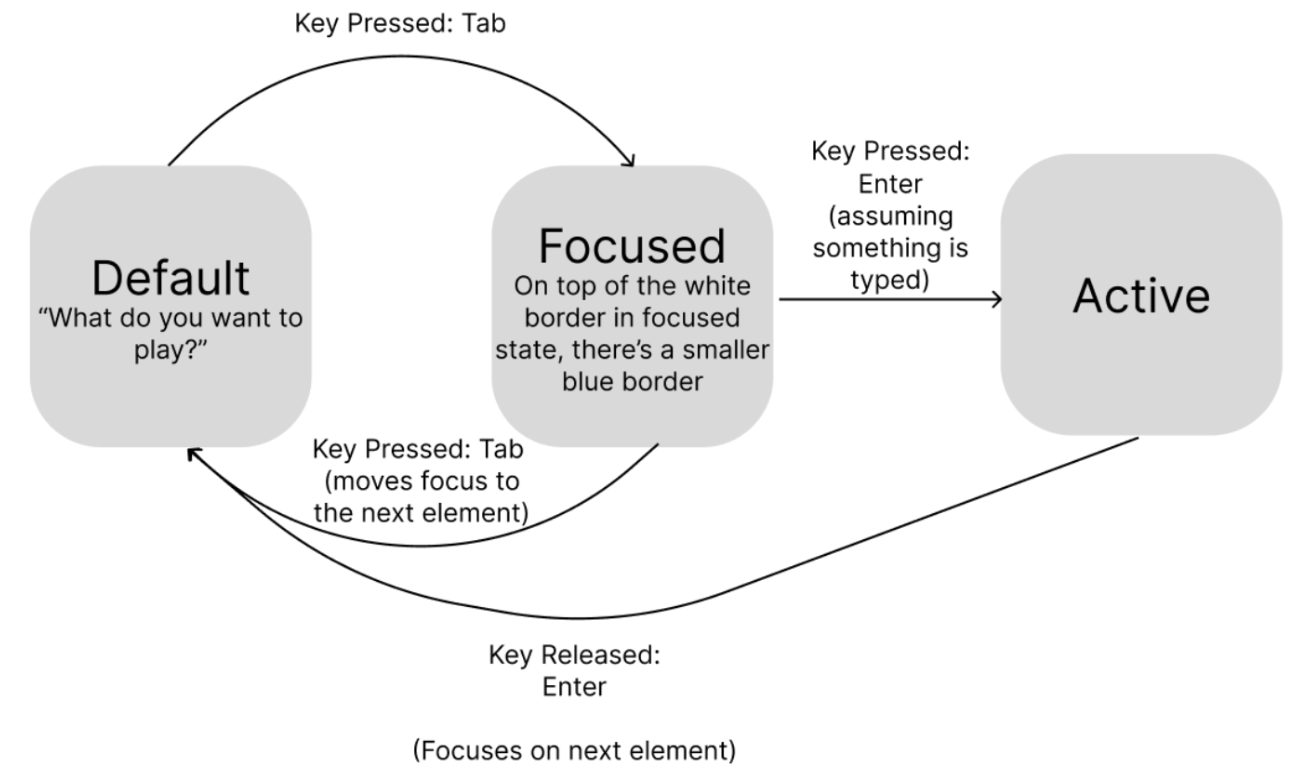 Key Pressed: Tab
Key Pressed:
Enter
(assuming
something is
typed)
Default
“What do you want to
play?”
Focused
On top of the white
border in focused
state, there’s a smaller
blue border
Active
Key Pressed: Tab
(moves focus to
the next element)
Key Released:
Enter
(Focuses on next element)